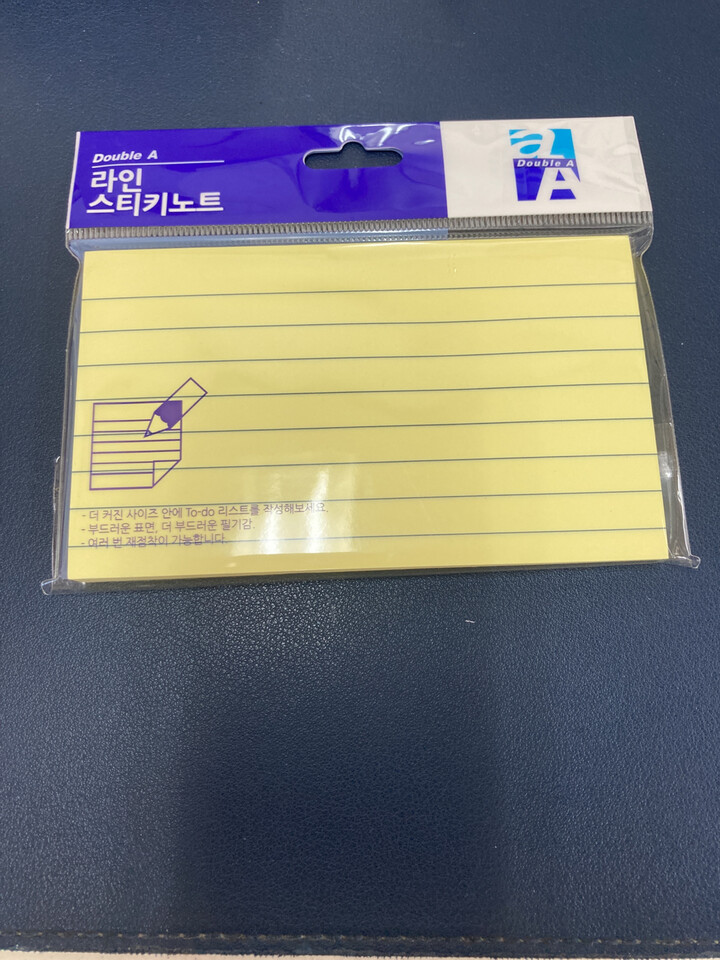 Double A
라인
스티키노트
a
Double A
A
- 더 커진 사이즈 안에 To-do 리스트를 작성해보세요.
- 부드러운 표면, 더 부드러운 필기감.
- 여러 번 재정착이 가능합니다.